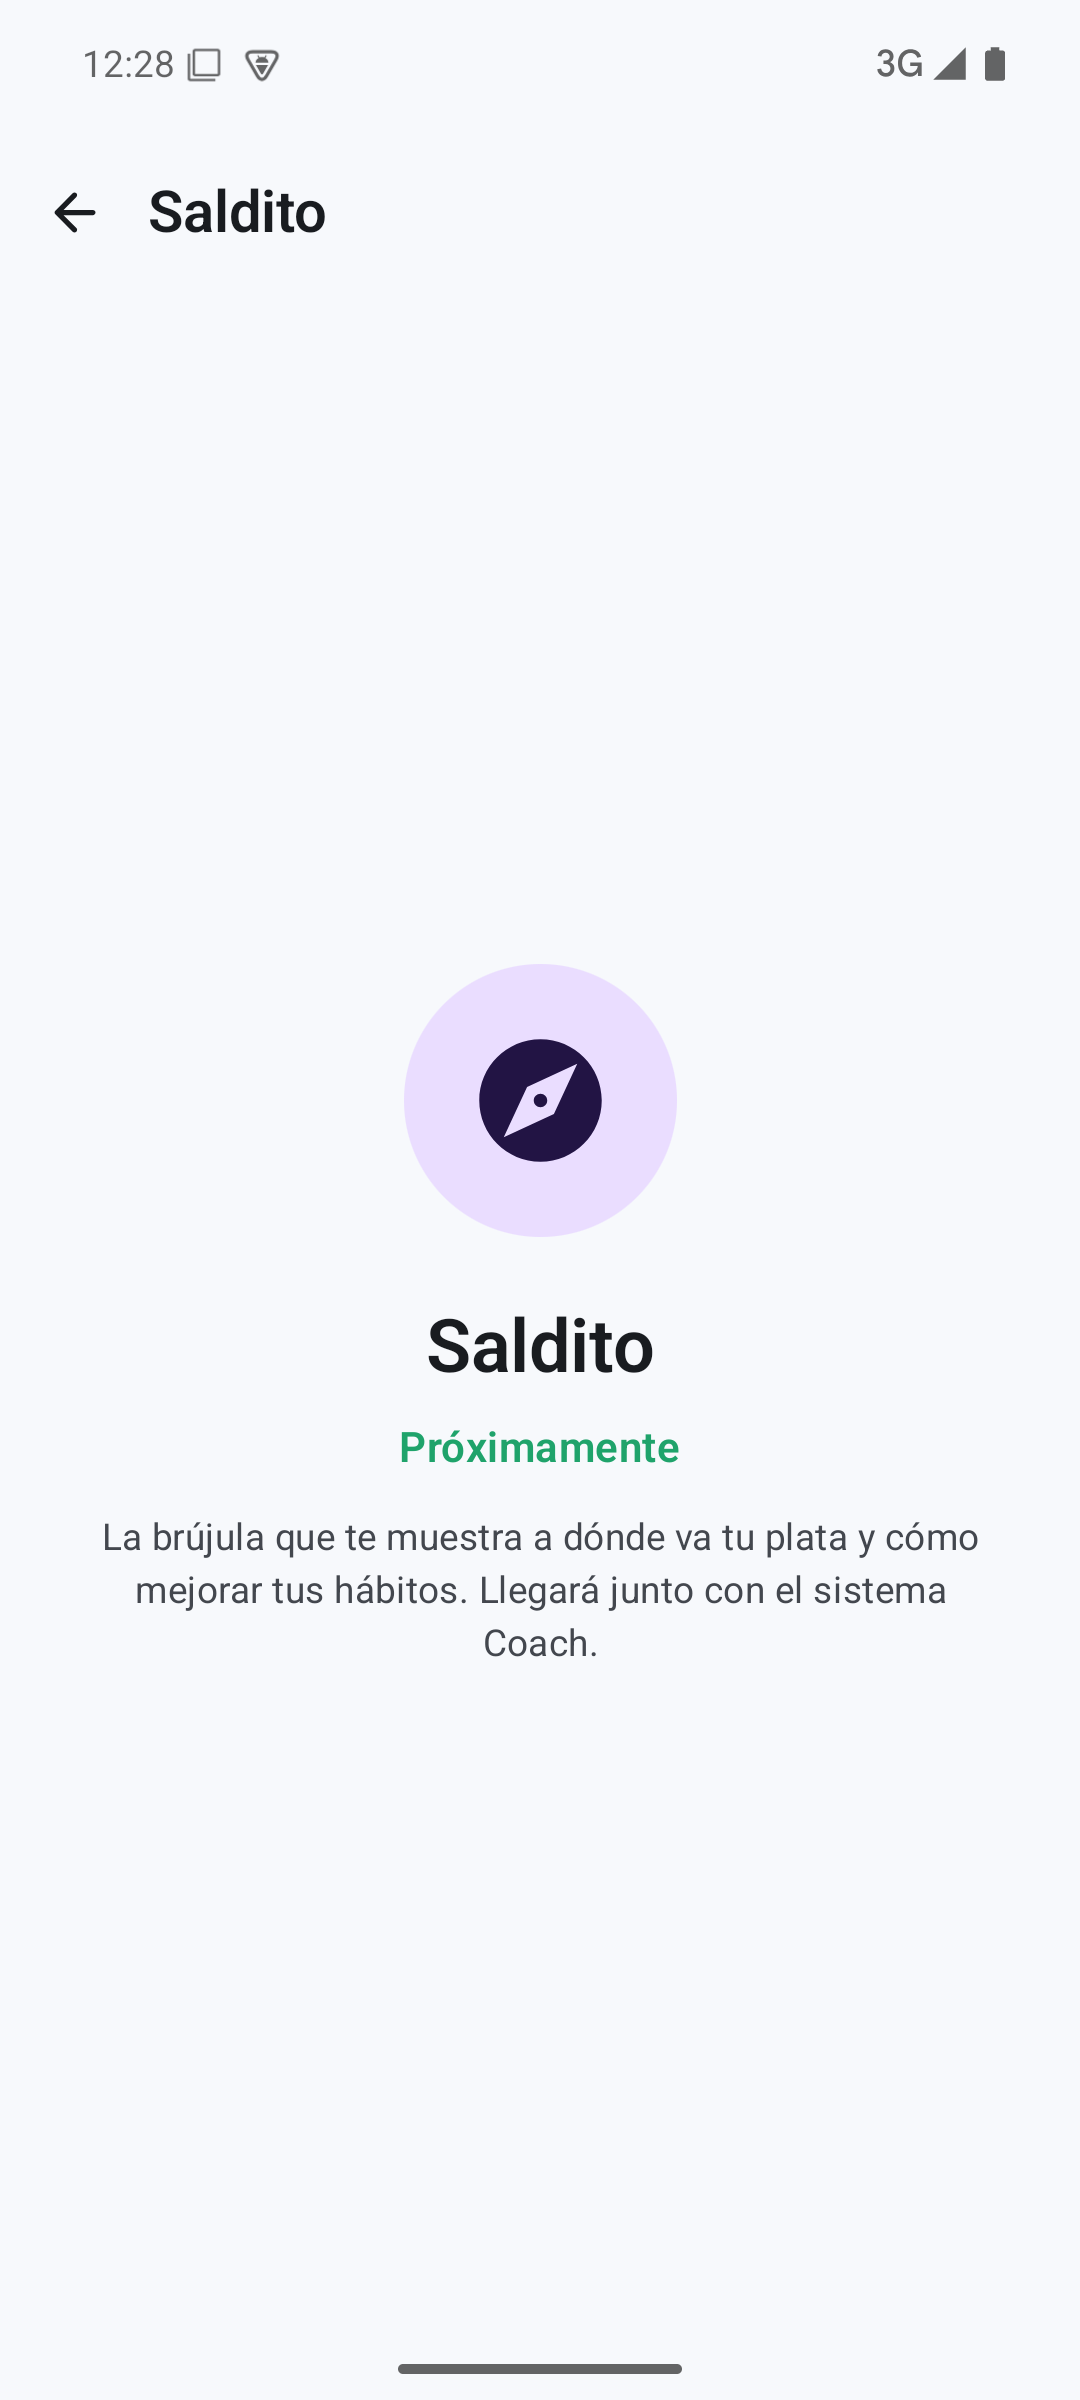 12:28
3G
Saldito
Saldito
Próximamente
La brújula que te muestra a dónde va tu plata y cómo
mejorar tus hábitos. Llegará junto con el sistema
Coach.